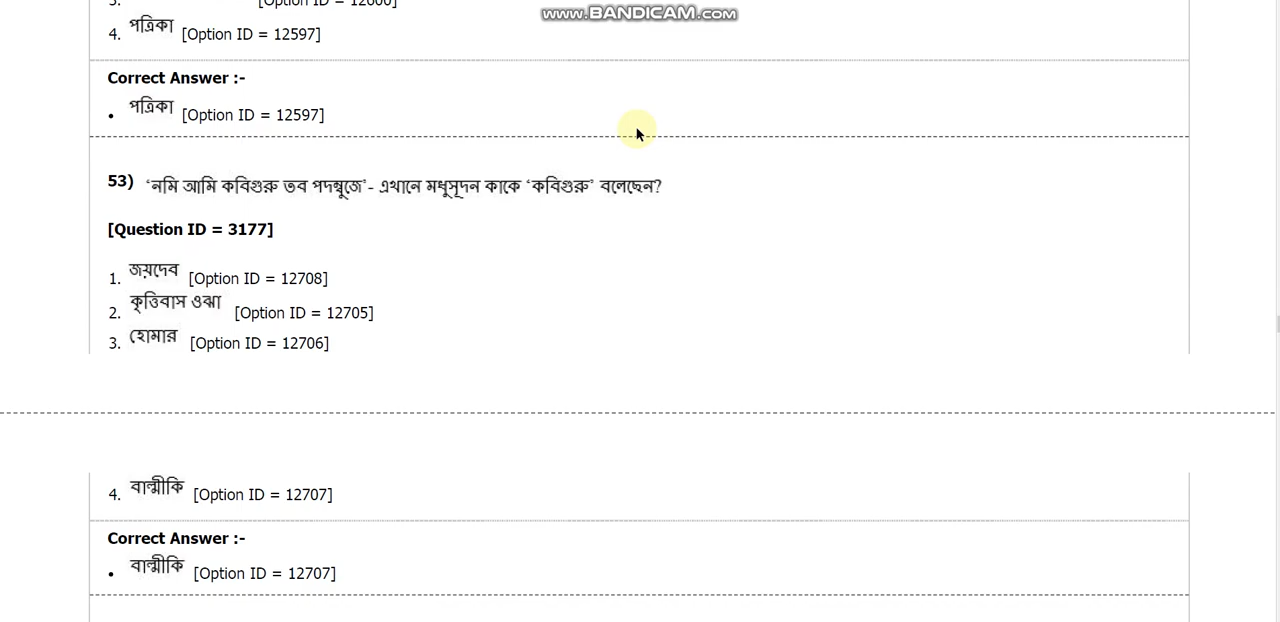 www.BANDICAM.com
4. পত্রিকা [Option ID = 12597]
Correct Answer :-
• পত্রিকা [Option ID = 12597]
53) ‘নমি আমি কবিগুরু তব পদম্বুজে’- এখানে মধুসূদন কাকে ‘কবিগুরু’ বলেছেন?
[Question ID = 3177]
1. জয়দেব [Option ID = 12708]
2. কৃত্তিবাস ওঝা [Option ID = 12705]
3. হোমার [Option ID = 12706]
4. বাল্মীকি [Option ID = 12707]
Correct Answer :-
• বাল্মীকি [Option ID = 12707]